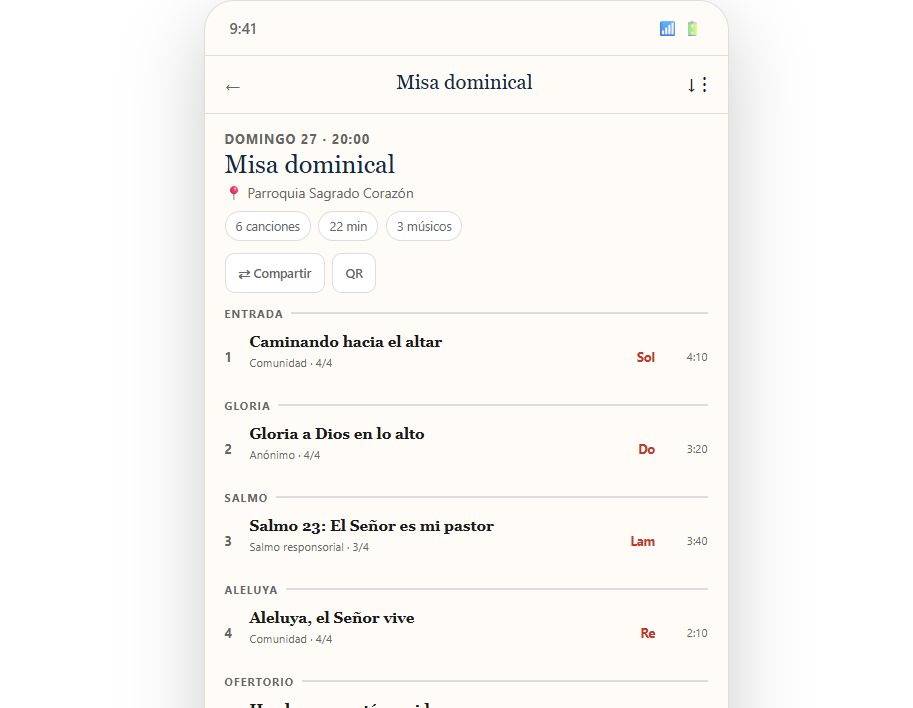 9:41
← Misa dominical ↓ ⋮
DOMINGO 27 · 20:00
Misa dominical
📍 Parroquia Sagrado Corazón
6 canciones 22 min 3 músicos
⇄ Compartir QR
ENTRADA
1 Caminando hacia el altar Sol 4:10
Comunidad · 4/4
GLORIA
2 Gloria a Dios en lo alto Do 3:20
Anónimo · 4/4
SALMO
3 Salmo 23: El Señor es mi pastor Lam 3:40
Salmo responsorial · 3/4
ALELUYA
4 Aleluya, el Señor vive Re 2:10
Comunidad · 4/4
OFERTORIO